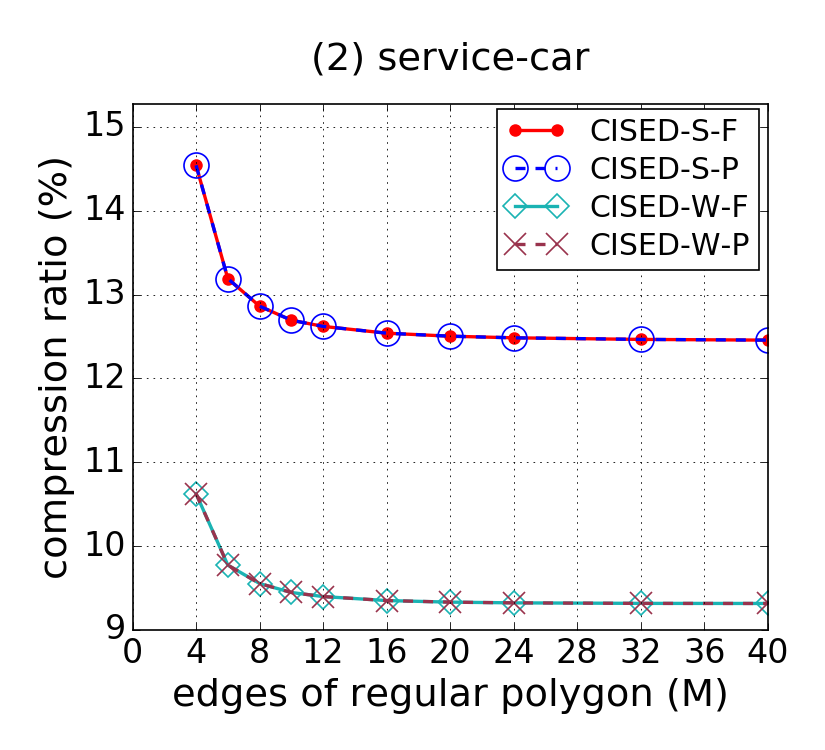 (2) service-car
compression ratio (%)
15
14
13
12
11
10
9
CISED-S-F
CISED-S-P
CISED-W-F
CISED-W-P
0 4 8 12 16 20 24 28 32 36 40
edges of regular polygon (M)